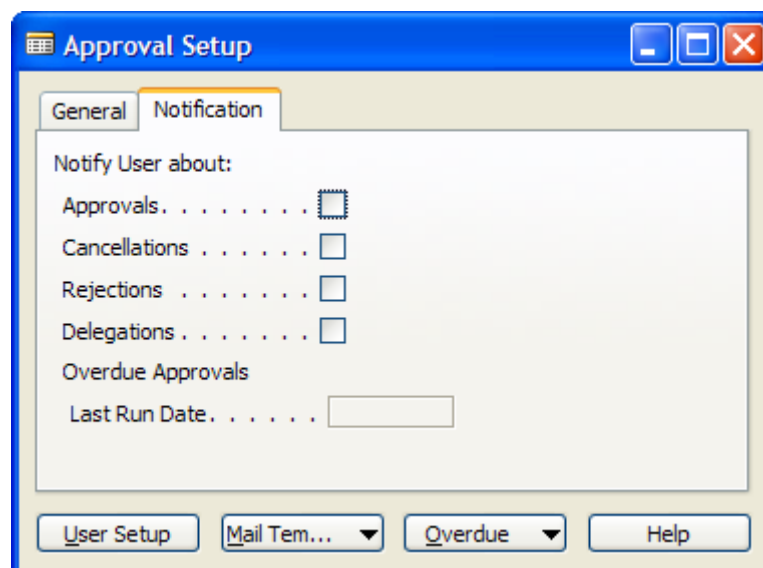 Approval Setup
General Notification
Notify User about:
Approvals. . . . . . . .
Cancellations . . . . . .
Rejections . . . . . . .
Delegations . . . . . . .
Overdue Approvals
Last Run Date. . . . . .
User Setup Mail Tem... Overdue Help